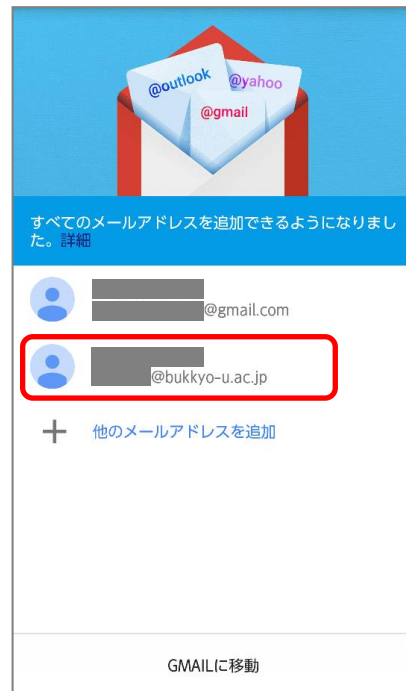 @outlook
@yahoo
@gmail
すべてのメールアドレスを追加できるようになりまし
た。詳細
@gmail.com
@bukkyo-u.ac.jp
他のメールアドレスを追加
GMAILに移動